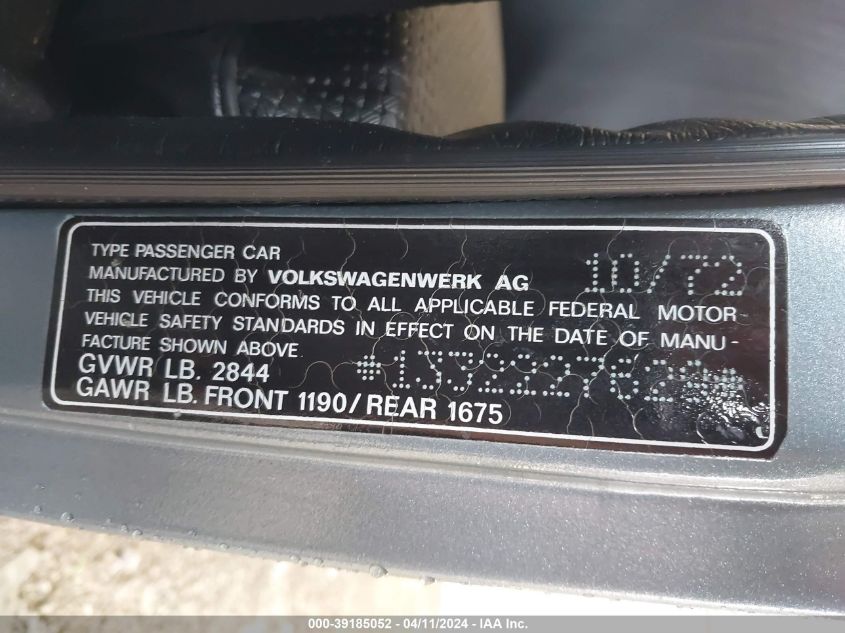 TYPE PASSENGER CAR
MANUFACTURED BY VOLKSWAGENWERK AG 10/72
THIS VEHICLE CONFORMS TO ALL APPLICABLE FEDERAL MOTOR-
VEHICLE SAFETY STANDARDS IN EFFECT ON THE DATE OF MANU-
FACTURE SHOWN ABOVE
GVWR LB. 2844
GAWR LB. FRONT 1190/REAR 1675
000-39185052 - 04/11/2024 - IAA Inc.